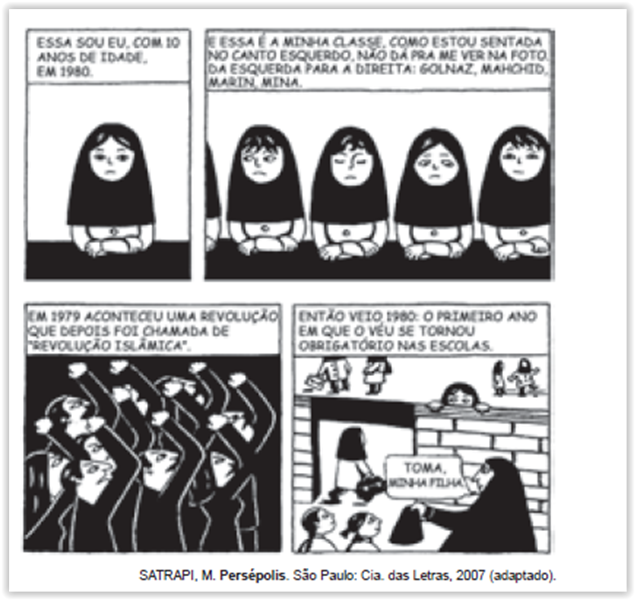 ESSA SOU EU, COM 10
ANOS DE IDADE,
EM 1980.
E ESSA É A MINHA CLASSE, COMO ESTOU SENTADA
NO CANTO ESQUERDO, NÃO DÁ PRA ME VER NA FOTO.
DA ESQUERDA PARA A DIREITA: GOLNAZ, MAHCHID,
MARIN, MINA.
EM 1979 ACONTECEU UMA REVOLUÇÃO
QUE DEPOIS FOI CHAMADA DE
"REVOLUÇÃO ISLÂMICA".
ENTÃO VEIO 1980: O PRIMEIRO ANO
EM QUE O VÉU SE TORNOU
OBRIGATÓRIO NAS ESCOLAS.
TOMA,
MINHA FILHA.
SATRAPI, M. Persépolis. São Paulo: Cia. das Letras, 2007 (adaptado).